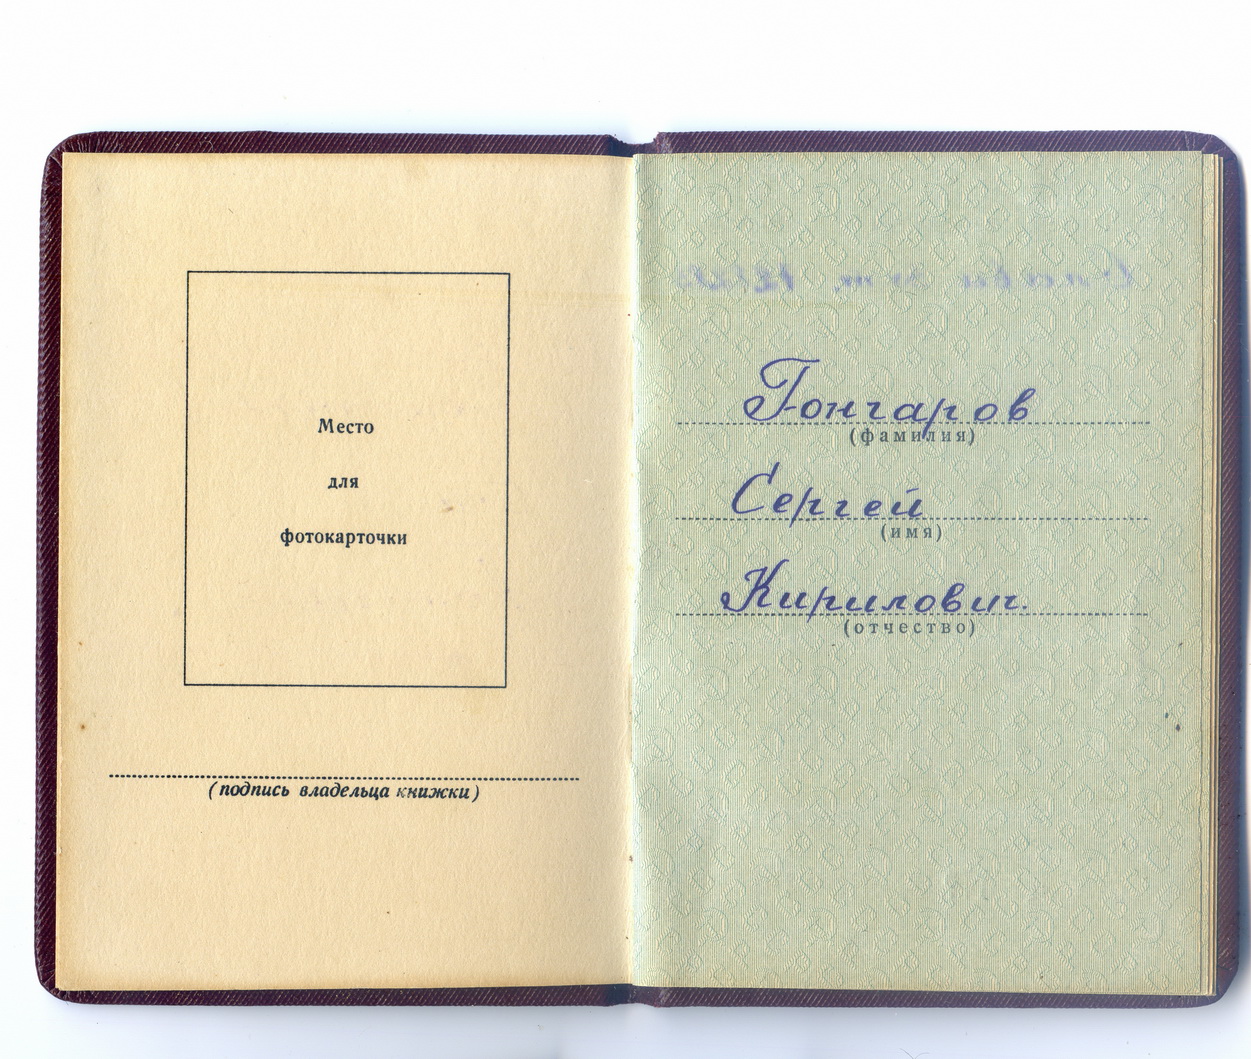 Место
для
фотокарточки
(подпись владельца книжки)
Гончаров
(фамилия)
Сергей
(имя)
Кирилович.
(отчество)